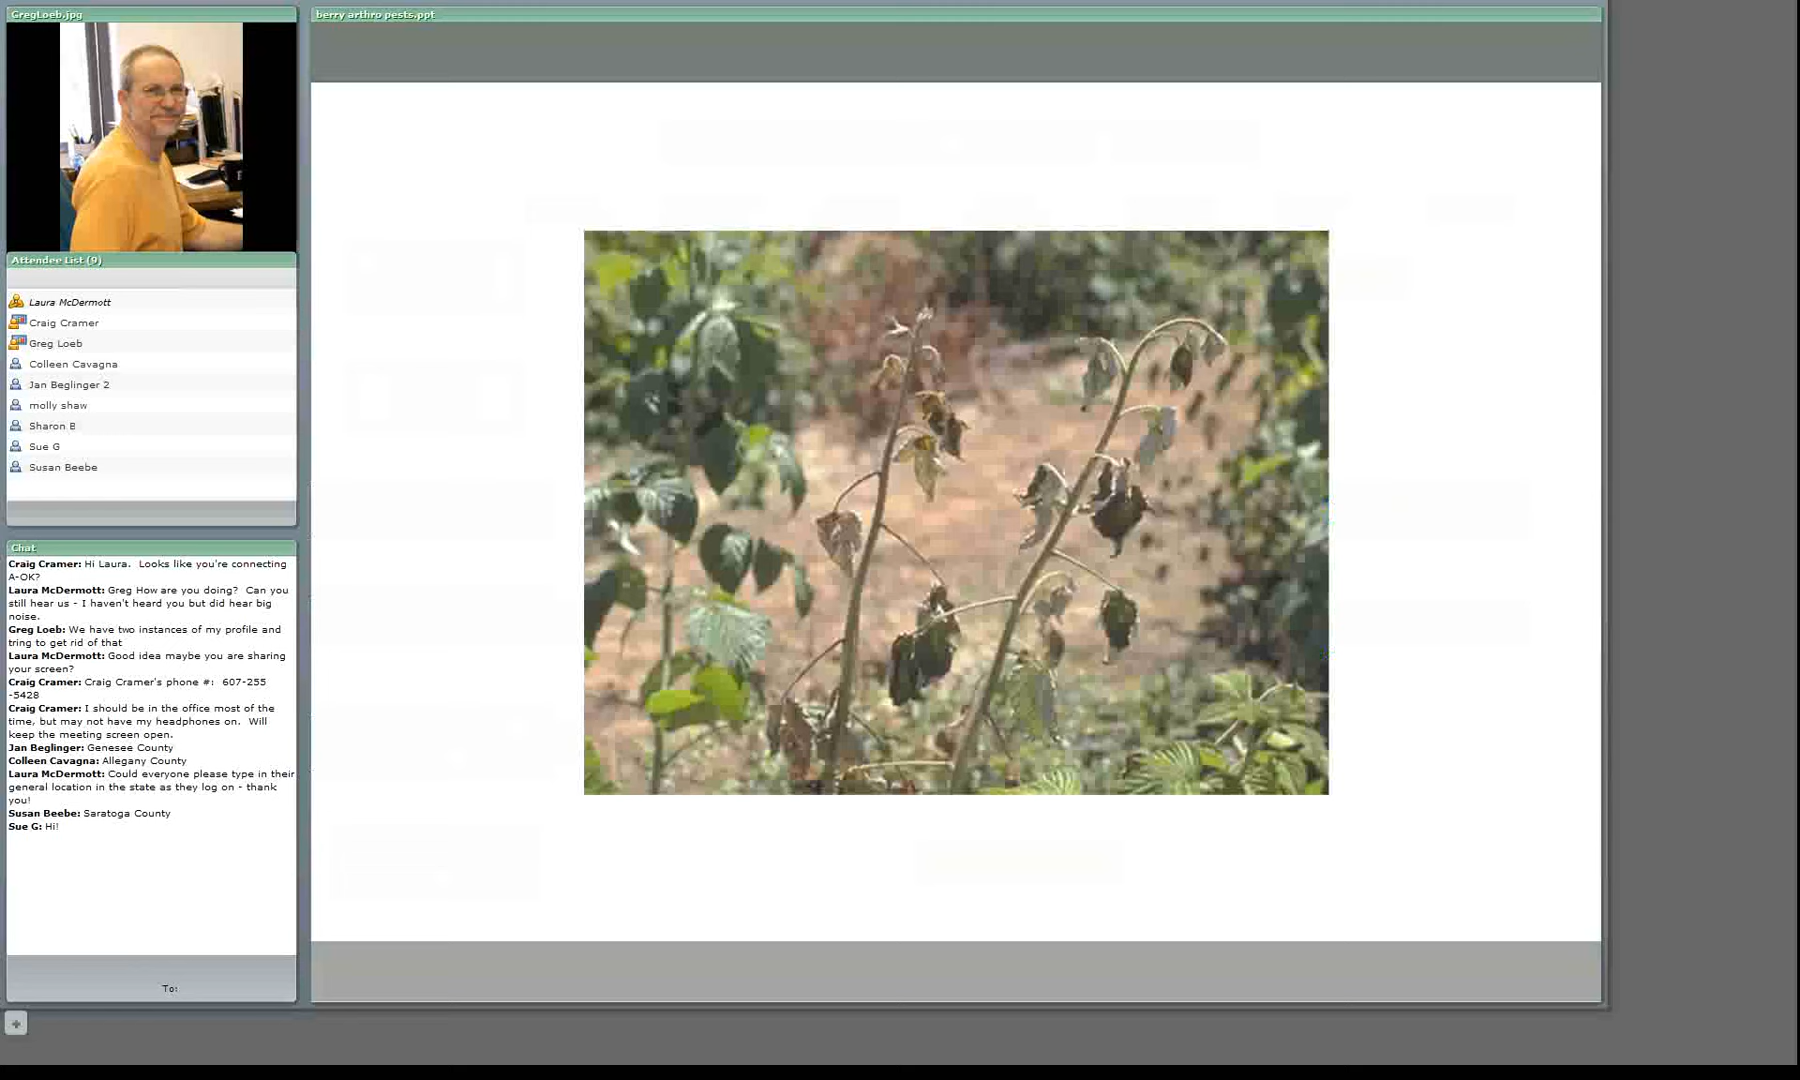 GregLoeb.jpg
berry arthro pests.ppt
Attendee List (9)
Laura McDermott
Craig Cramer
Greg Loeb
Colleen Cavagna
Jan Beglinger 2
molly shaw
Sharon B
Sue G
Susan Beebe
Chat
Craig Cramer: Hi Laura.  Looks like you're connecting
A-OK?
Laura McDermott: Greg How are you doing?  Can you
still hear us - I haven't heard you but did hear big
noise.
Greg Loeb: We have two instances of my profile and
tring to get rid of that
Laura McDermott: Good idea maybe you are sharing
your screen?
Craig Cramer: Craig Cramer's phone #:  607-255
-5428
Craig Cramer: I should be in the office most of the
time, but may not have my headphones on.  Will
keep the meeting screen open.
Jan Beglinger: Genesee County
Colleen Cavagna: Allegany County
Laura McDermott: Could everyone please type in their
general location in the state as they log on - thank
you!
Susan Beebe: Saratoga County
Sue G: Hi!
To: